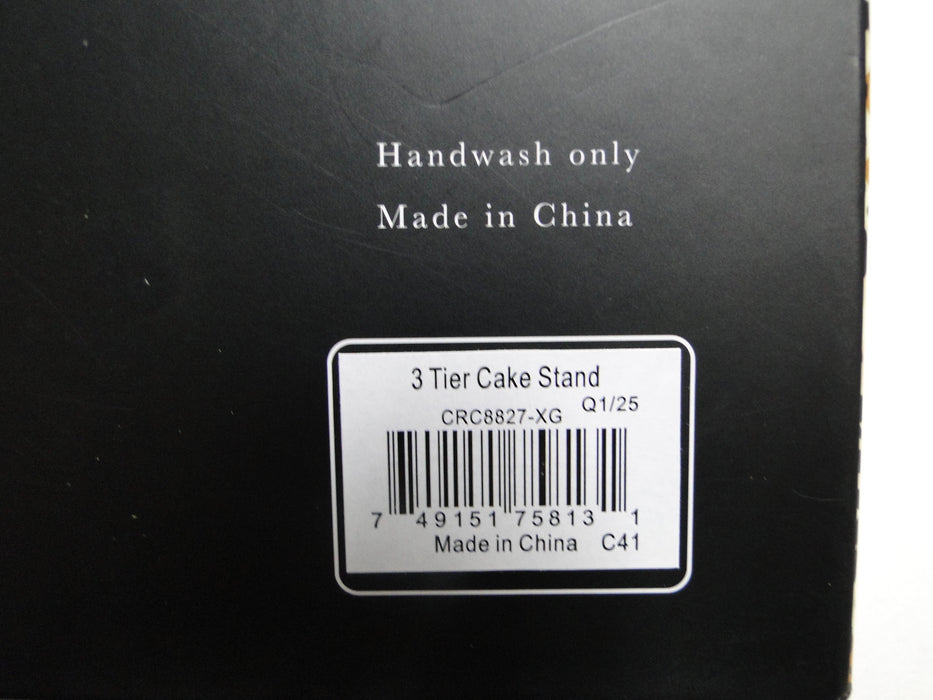 Handwash only
Made in China
3 Tier Cake Stand
Q1/25
CRC8827-XG
7 49151 75813 1
Made in China C41